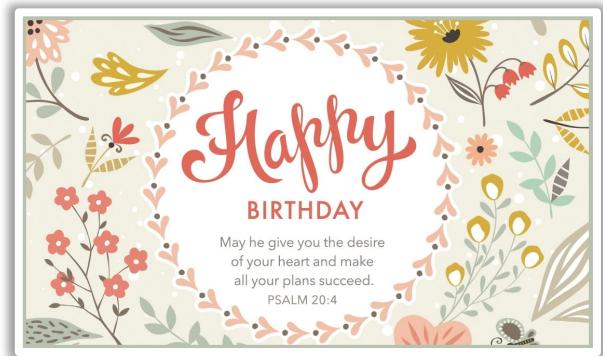 Happy
BIRTHDAY
May he give you the desire
of your heart and make
all your plans succeed.
PSALM 20:4